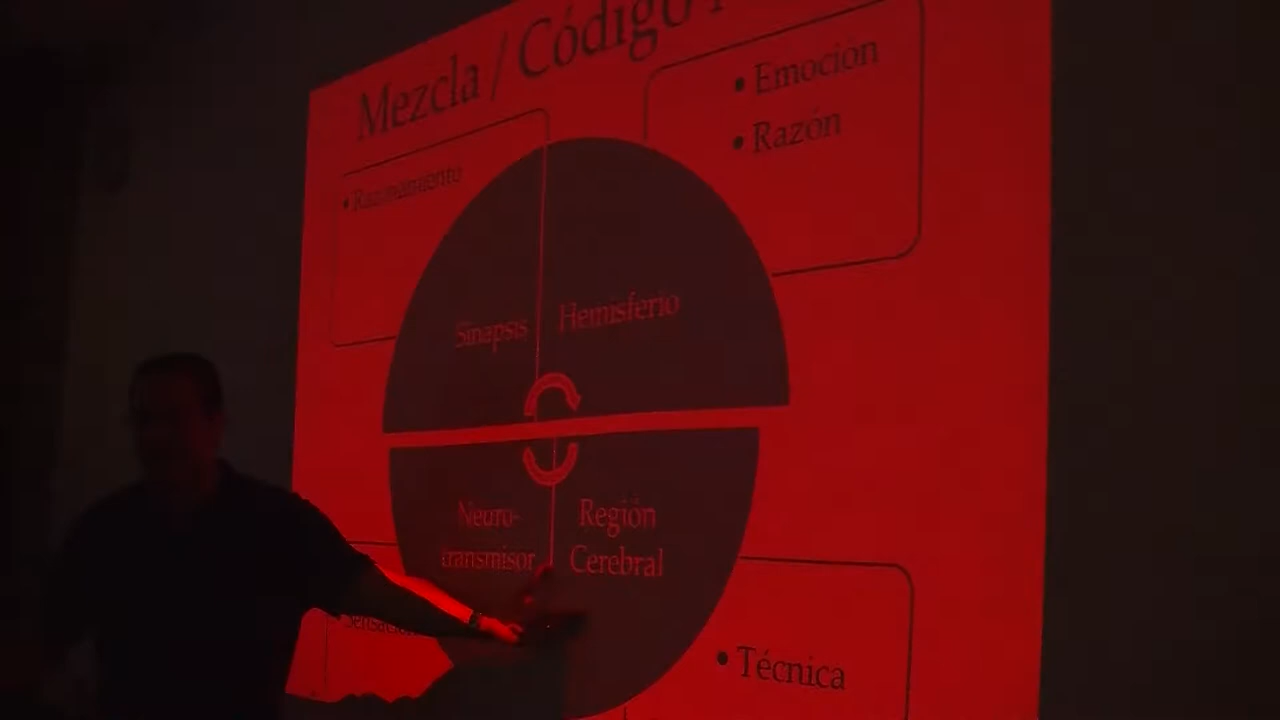 Mezcla / Código
• Emoción
• Razón
• Razonamiento
Sinapsis
Hemisferio
Neuro-
transmisor
Región
Cerebral
• Técnica